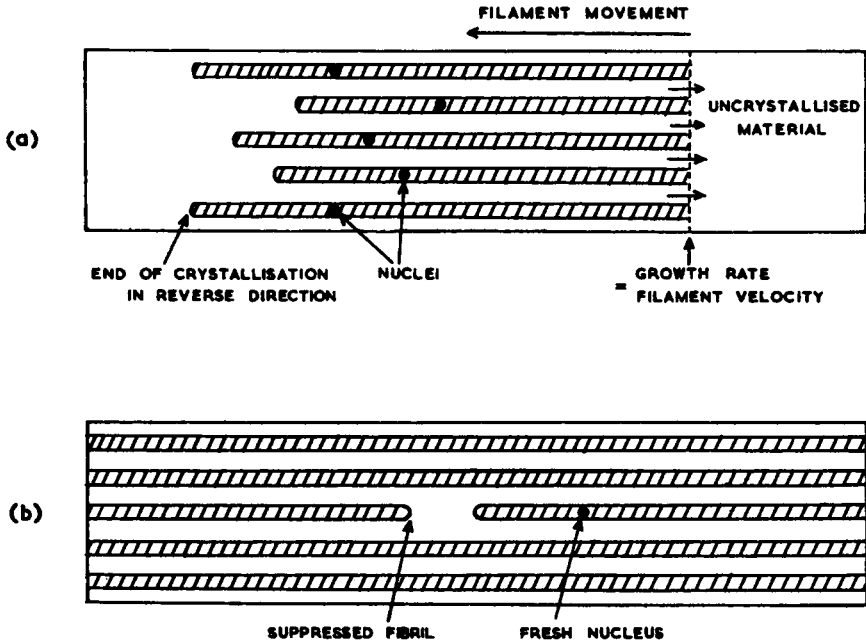 FILAMENT MOVEMENT
(a)
UNCRYSTALLISED
MATERIAL
END OF CRYSTALLISATION
IN REVERSE DIRECTION
NUCLEI
= GROWTH RATE
FILAMENT VELOCITY
(b)
SUPPRESSED FIBRIL
FRESH NUCLEUS